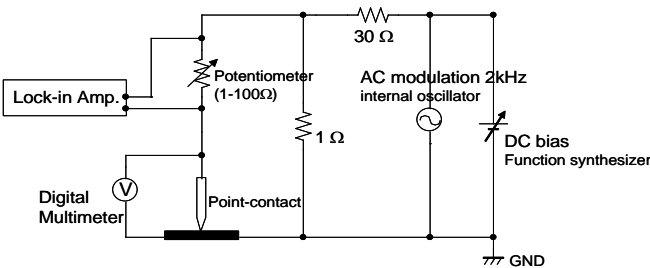 30 Ω
Potentiometer
(1-100Ω)
AC modulation 2kHz
internal oscillator
Lock-in Amp.
1 Ω
DC bias
Function synthesizer
V
Digital
Multimeter
Point-contact
GND